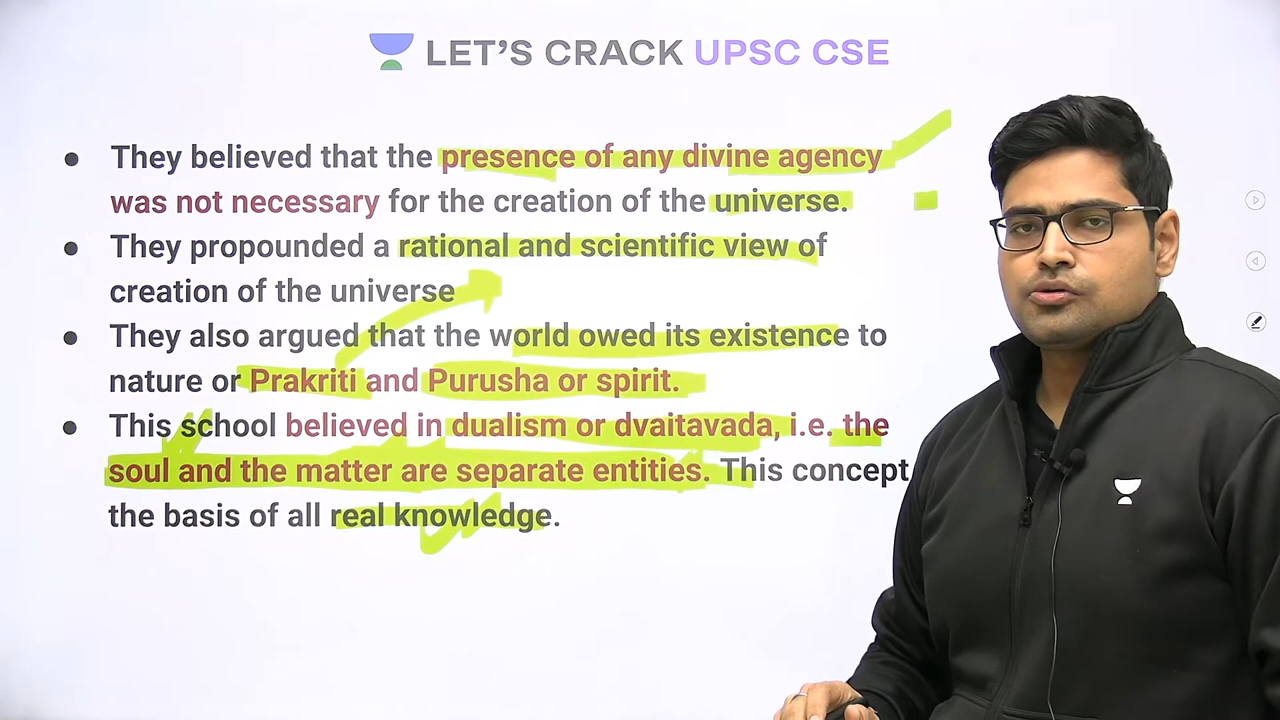 LET'S CRACK UPSC CSE
• They believed that the presence of any divine agency
was not necessary for the creation of the universe.
• They propounded a rational and scientific view of
creation of the universe
• They also argued that the world owed its existence to
nature or Prakriti and Purusha or spirit.
• This school believed in dualism or dvaitavada, i.e. the
soul and the matter are separate entities. This concept
the basis of all real knowledge.